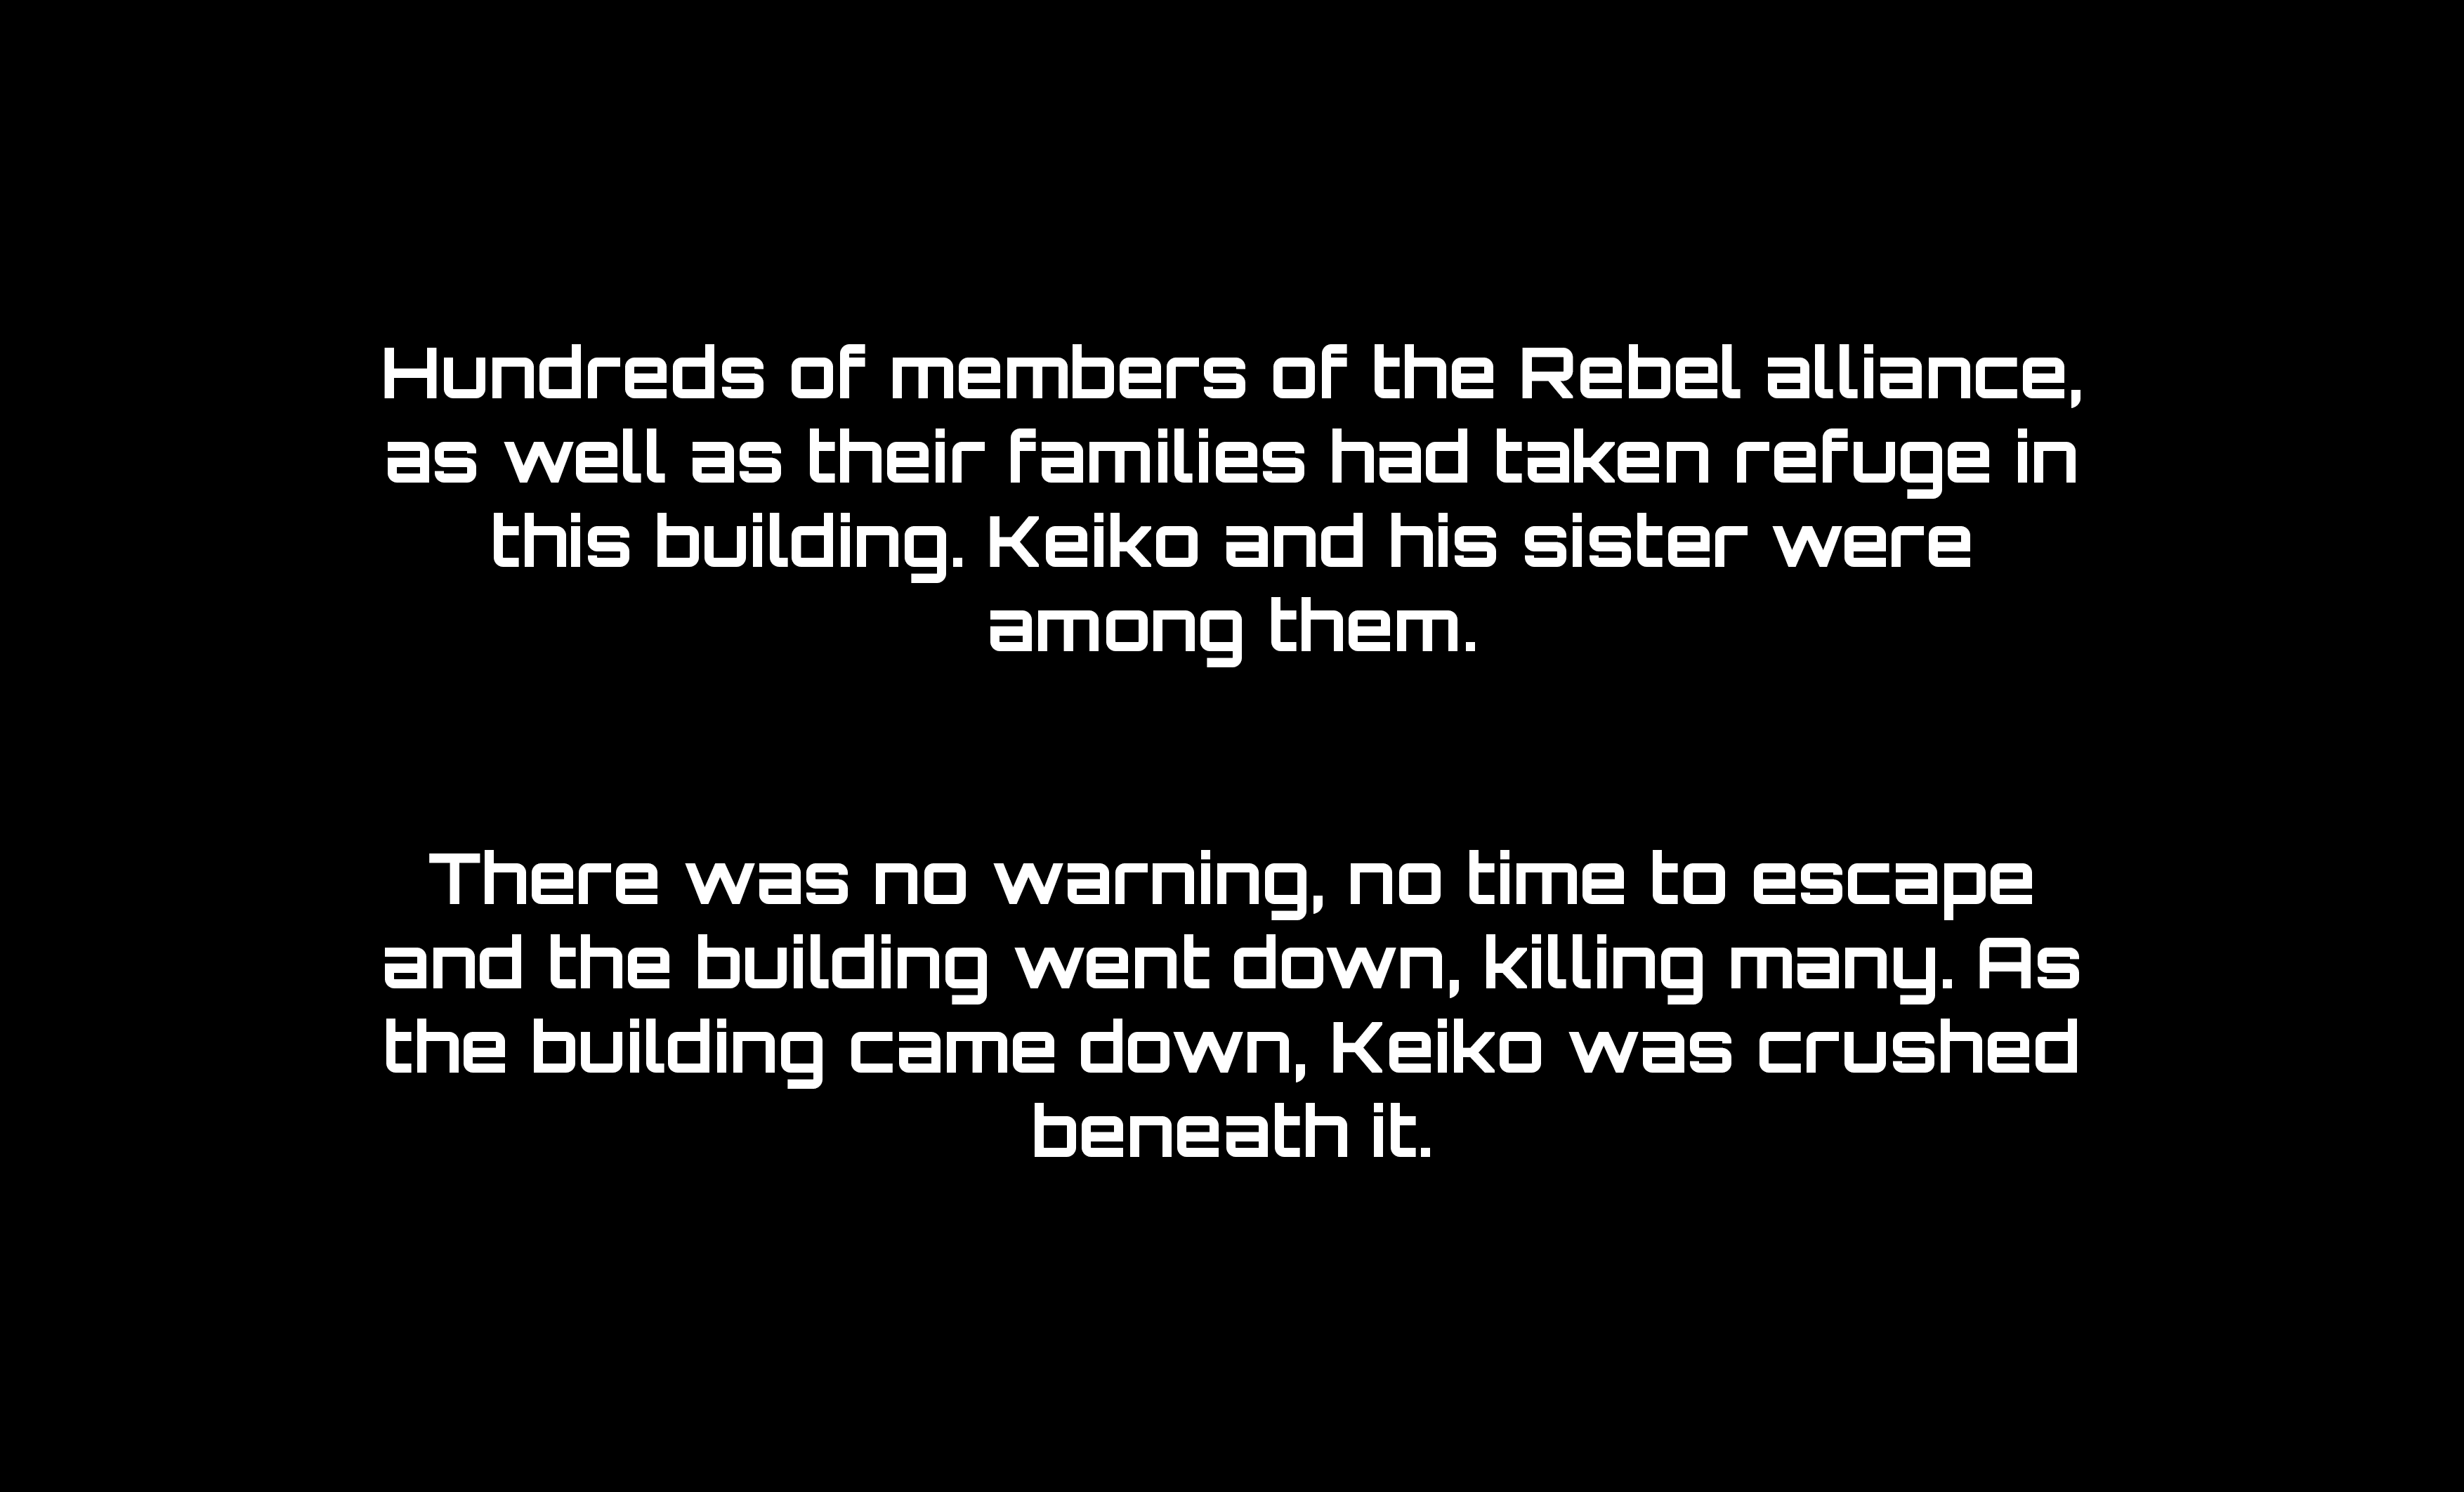 Hundreds of members of the Rebel alliance,
as well as their families had taken refuge in
this building. Keiko and his sister were
among them.
There was no warning, no time to escape
and the building went down, killing many. As
the building came down, Keiko was crushed
beneath it.